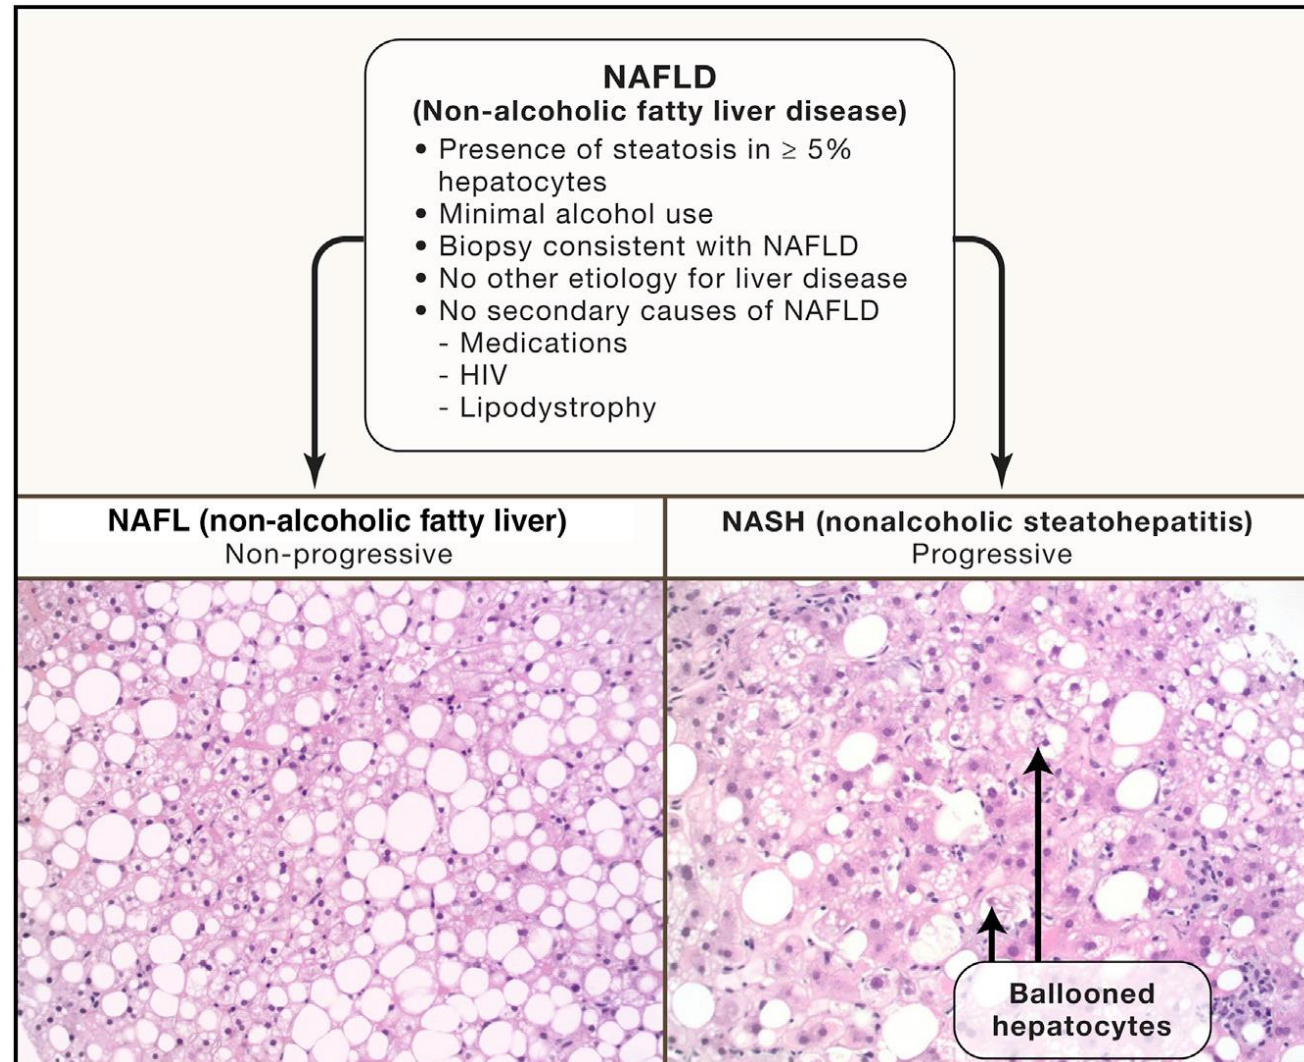 NAFLD
(Non-alcoholic fatty liver disease)
• Presence of steatosis in ≥ 5%
hepatocytes
• Minimal alcohol use
• Biopsy consistent with NAFLD
• No other etiology for liver disease
• No secondary causes of NAFLD
- Medications
- HIV
- Lipodystrophy
NAFL (non-alcoholic fatty liver)
Non-progressive
NASH (nonalcoholic steatohepatitis)
Progressive
Ballooned
hepatocytes